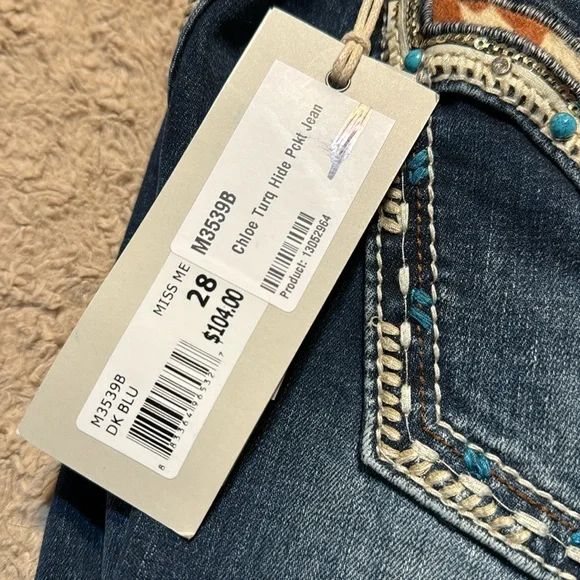 M3539B
Chloe Turq Hide Pckt Jean
Product: 13052964
MISS ME
28
$104.00
M3539B
DK BLU